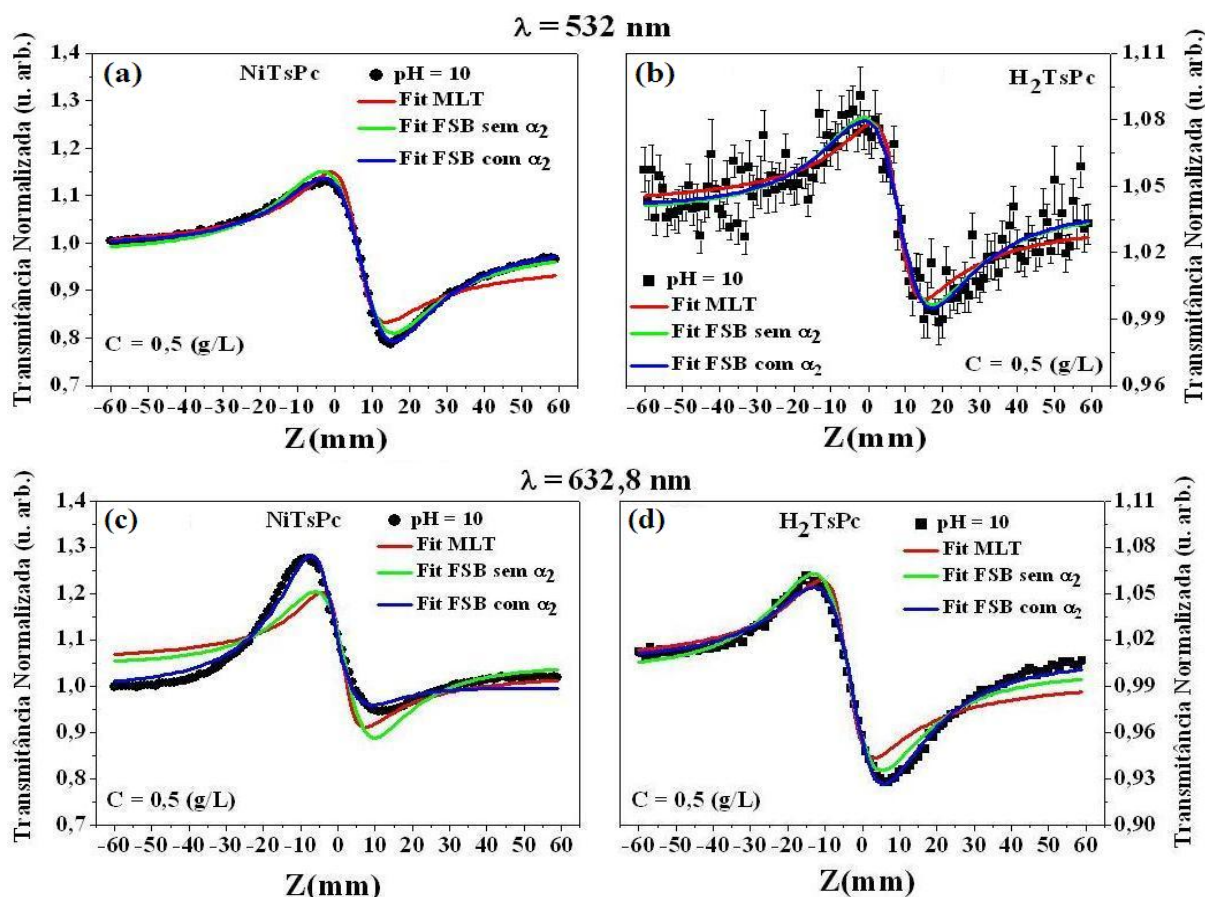 λ = 532 nm
Transmitância Normalizada (u. arb.)
1,4
1,3
1,2
1,1
1,0
0,9
0,8
0,7
(a)
NiTsPc
pH = 10
Fit MLT
Fit FSB sem α₂
Fit FSB com α₂
C = 0,5 (g/L)
-60 -50 -40 -30 -20 -10 0 10 20 30 40 50 60
Z(mm)
(b)
H₂TsPc
pH = 10
Fit MLT
Fit FSB sem α₂
Fit FSB com α₂
C = 0,5 (g/L)
1,11
1,08
1,05
1,02
0,99
0,96
Transmitância Normalizada (u. arb.)
-60 -50 -40 -30 -20 -10 0 10 20 30 40 50 60
Z(mm)
λ = 632,8 nm
Transmitância Normalizada (u. arb.)
1,4
1,3
1,2
1,1
1,0
0,9
0,8
0,7
(c)
NiTsPc
pH = 10
Fit MLT
Fit FSB sem α₂
Fit FSB com α₂
C = 0,5 (g/L)
-60 -50 -40 -30 -20 -10 0 10 20 30 40 50 60
Z(mm)
(d)
H₂TsPc
pH = 10
Fit MLT
Fit FSB sem α₂
Fit FSB com α₂
C = 0,5 (g/L)
1,11
1,08
1,05
1,02
0,99
0,96
0,93
0,90
Transmitância Normalizada (u. arb.)
-60 -50 -40 -30 -20 -10 0 10 20 30 40 50 60
Z(mm)